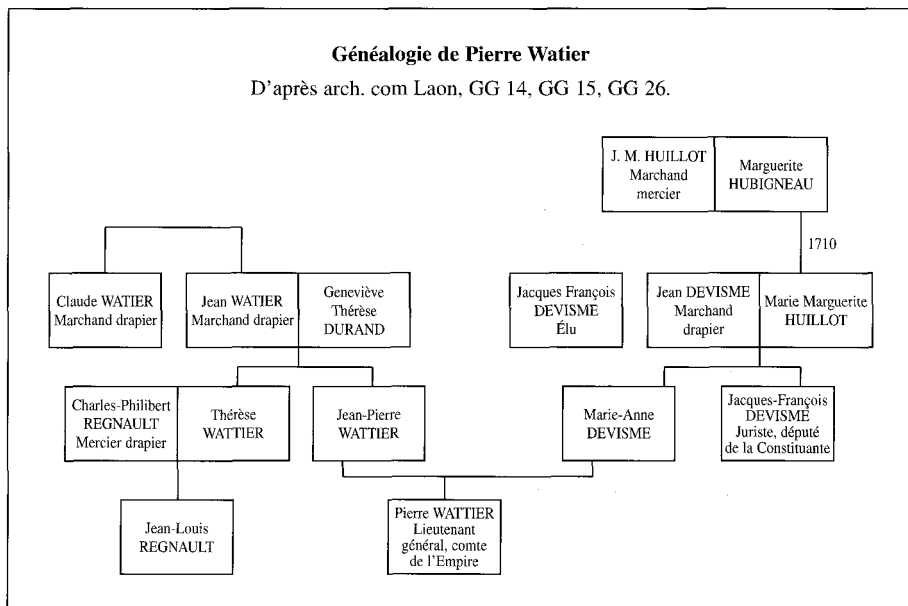 Généalogie de Pierre Watier
D'après arch. com Laon, GG 14, GG 15, GG 26.
J. M. HUILLOT
Marchand
mercier
Marguerite
HUBIGNEAU
1710
Claude WATIER
Marchand drapier
Jean WATIER
Marchand drapier
Geneviève
Thérèse
DURAND
Jacques François
DEVISME
Élu
Jean DEVISME
Marchand
drapier
Marie Marguerite
HUILLOT
Charles-Philibert
REGNAULT
Mercier drapier
Thérèse
WATTIER
Jean-Pierre
WATTIER
Marie-Anne
DEVISME
Jacques-François
DEVISME
Juriste, député
de la Constituante
Jean-Louis
REGNAULT
Pierre WATTIER
Lieutenant
général, comte
de l'Empire